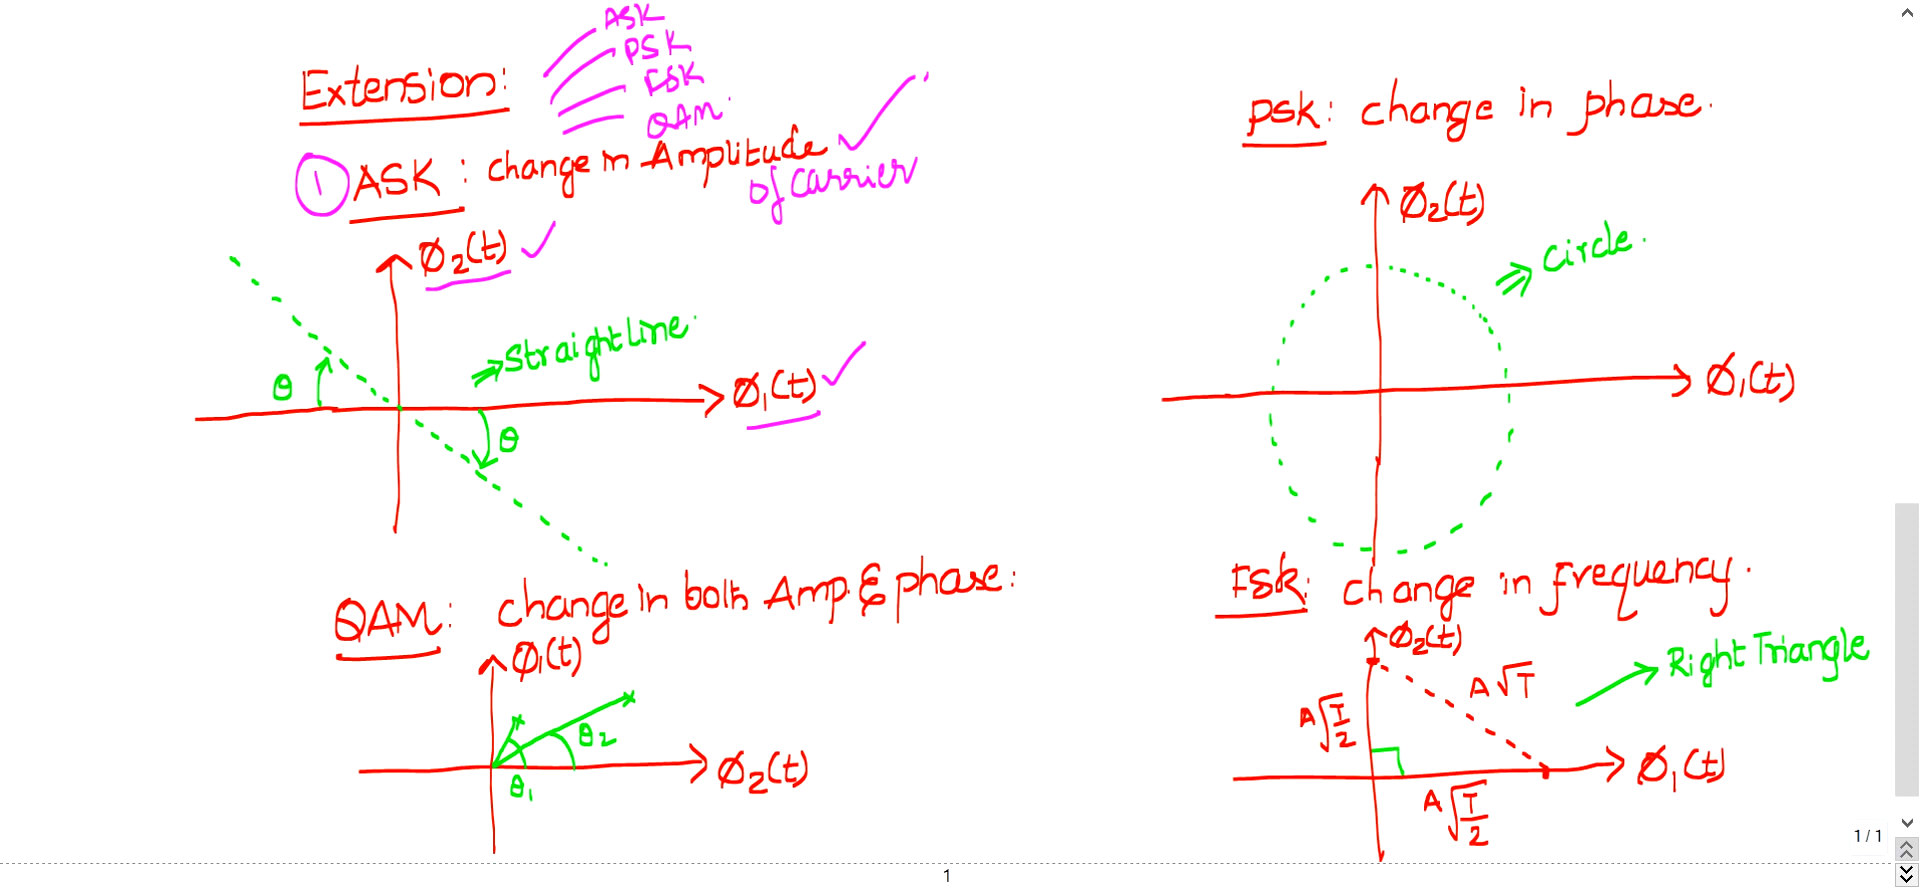 ASK
PSK
FSK
QAM
Extension:
① ASK : change in Amplitude
of Carrier
Ø₂(t)
θ
Straight Line
Ø₁(t)
θ
QAM: change in both Amp & phase:
Ø₁(t)
θ₂
Ø₂(t)
θ₁
PSK: change in phase.
Ø₂(t)
Circle.
Ø₁(t)
FSK: change in frequency.
Ø₂(t)
Right Triangle
A√T
A√T/2
Ø₁(t)
A√T/2
1 / 1
1